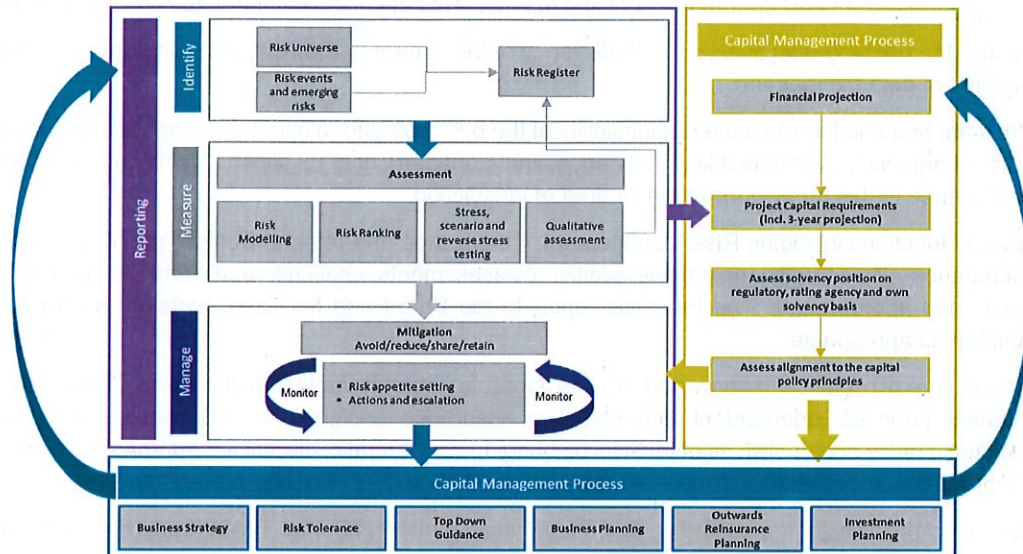 Reporting
Identify
Risk Universe
Risk events
and emerging
risks
Risk Register
Measure
Assessment
Risk
Modelling
Risk Ranking
Stress,
scenario and
reverse stress
testing
Qualitative
assessment
Manage
Mitigation
Avoid/reduce/share/retain
Monitor
▪ Risk appetite setting
▪ Actions and escalation
Monitor
Capital Management Process
Financial Projection
Project Capital Requirements
(incl. 3-year projection)
Assess solvency position on
regulatory, rating agency and own
solvency basis
Assess alignment to the capital
policy principles
Capital Management Process
Business Strategy
Risk Tolerance
Top Down
Guidance
Business Planning
Outwards
Reinsurance
Planning
Investment
Planning